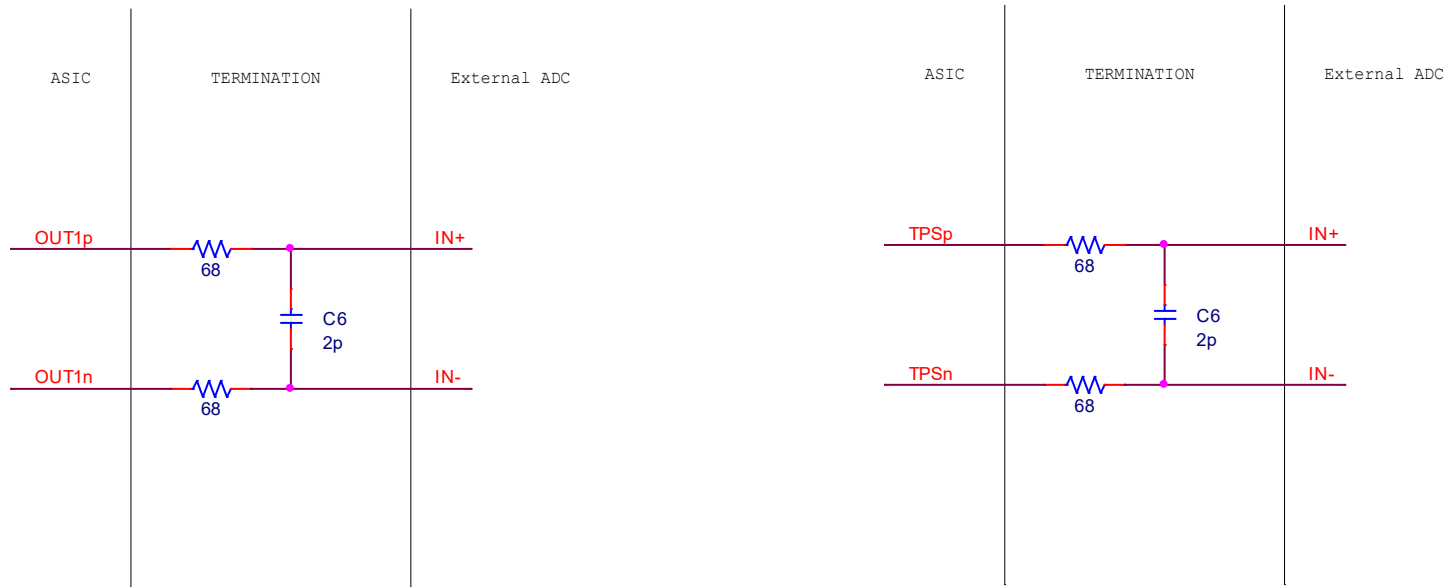 ASIC
TERMINATION
External ADC
OUT1p
IN+
68
C6
2p
OUT1n
IN-
68
ASIC
TERMINATION
External ADC
TPSp
IN+
68
C6
2p
TPSn
IN-
68